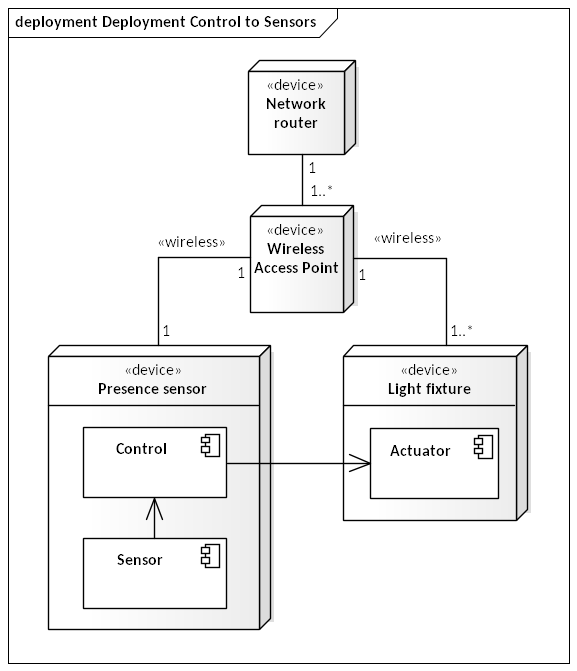 deployment Deployment Control to Sensors
«device»
Network
router
1
1..*
«device»
Wireless
Access Point
«wireless»
«wireless»
1
1
1
1..*
«device»
Presence sensor
«device»
Light fixture
Control
Actuator
Sensor